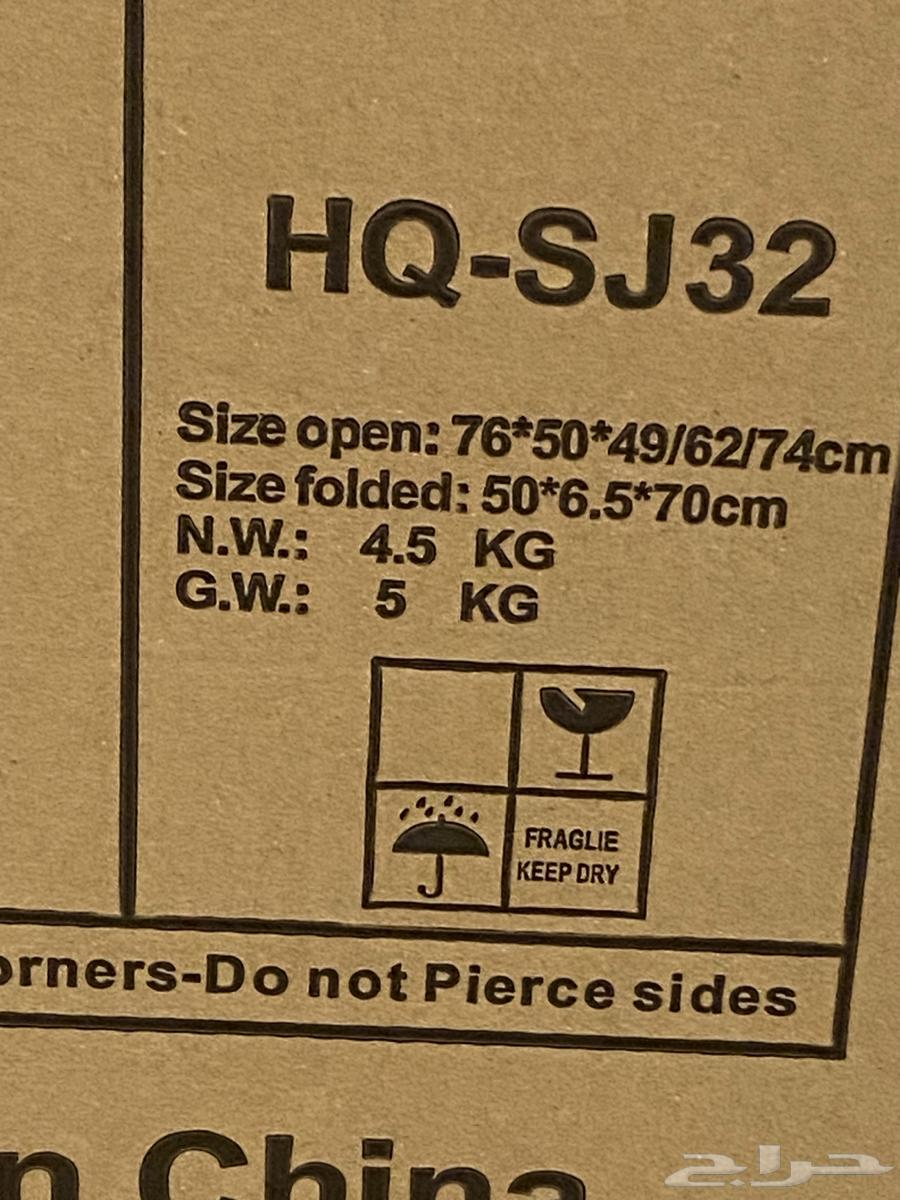 HQ-SJ32
Size open: 76*50*49/62/74cm
Size folded: 50*6.5*70cm
N.W.: 4.5 KG
G.W.: 5 KG
FRAGLIE
KEEP DRY
orners-Do not Pierce sides
n China
حراج